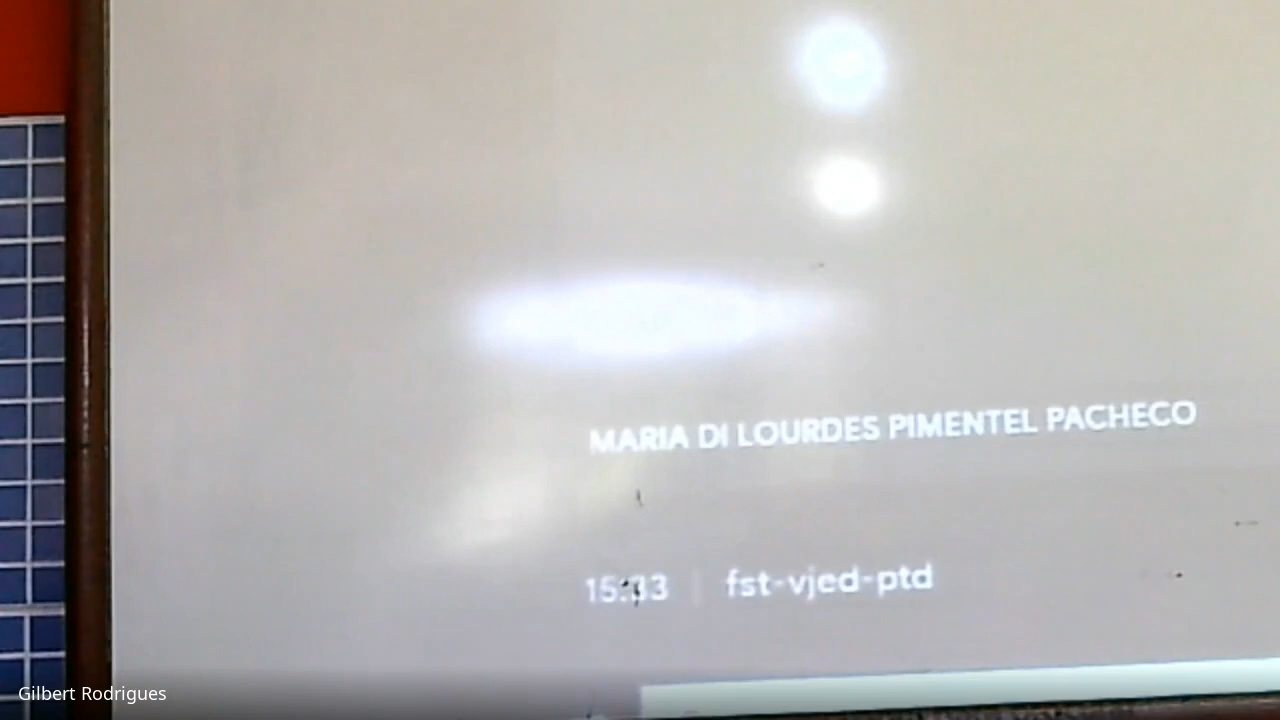 MARIA DI LOURDES PIMENTEL PACHECO
15:33 | fst-vjed-ptd
Gilbert Rodrigues